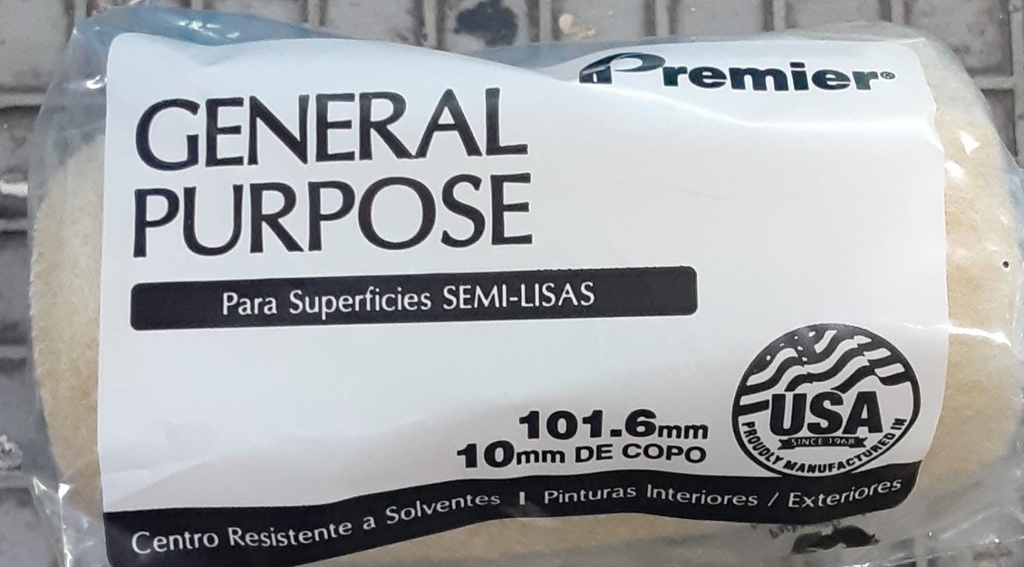 Premier®
GENERAL
PURPOSE
Para Superficies SEMI-LISAS
101.6mm
10mm DE COPO
USA
SINCE 1968
PROUDLY MANUFACTURED IN
Centro Resistente a Solventes | Pinturas Interiores / Exteriores